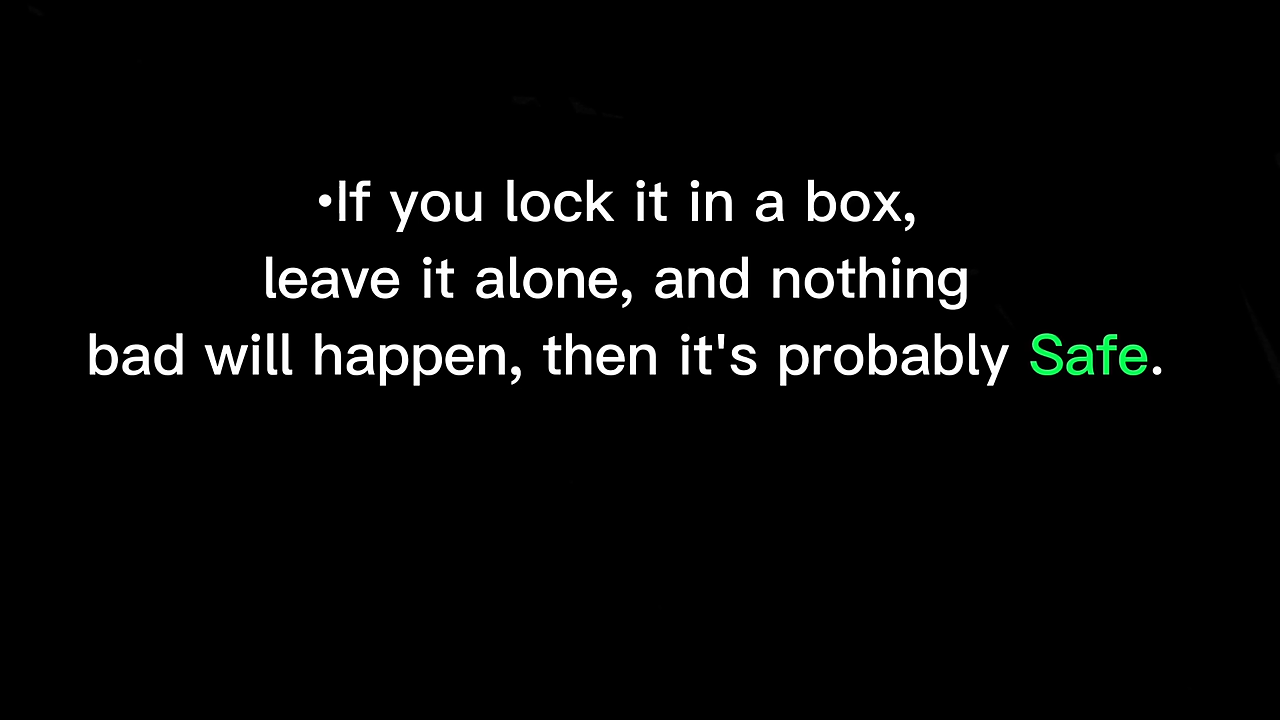 •If you lock it in a box,
leave it alone, and nothing
bad will happen, then it's probably Safe.